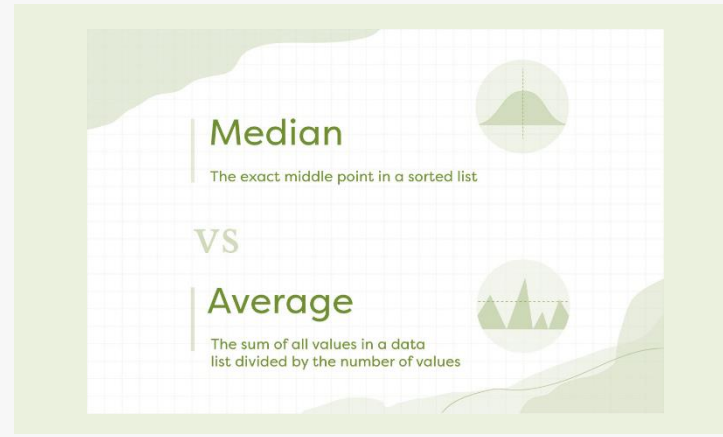 Median
The exact middle point in a sorted list
VS
Average
The sum of all values in a data
list divided by the number of values